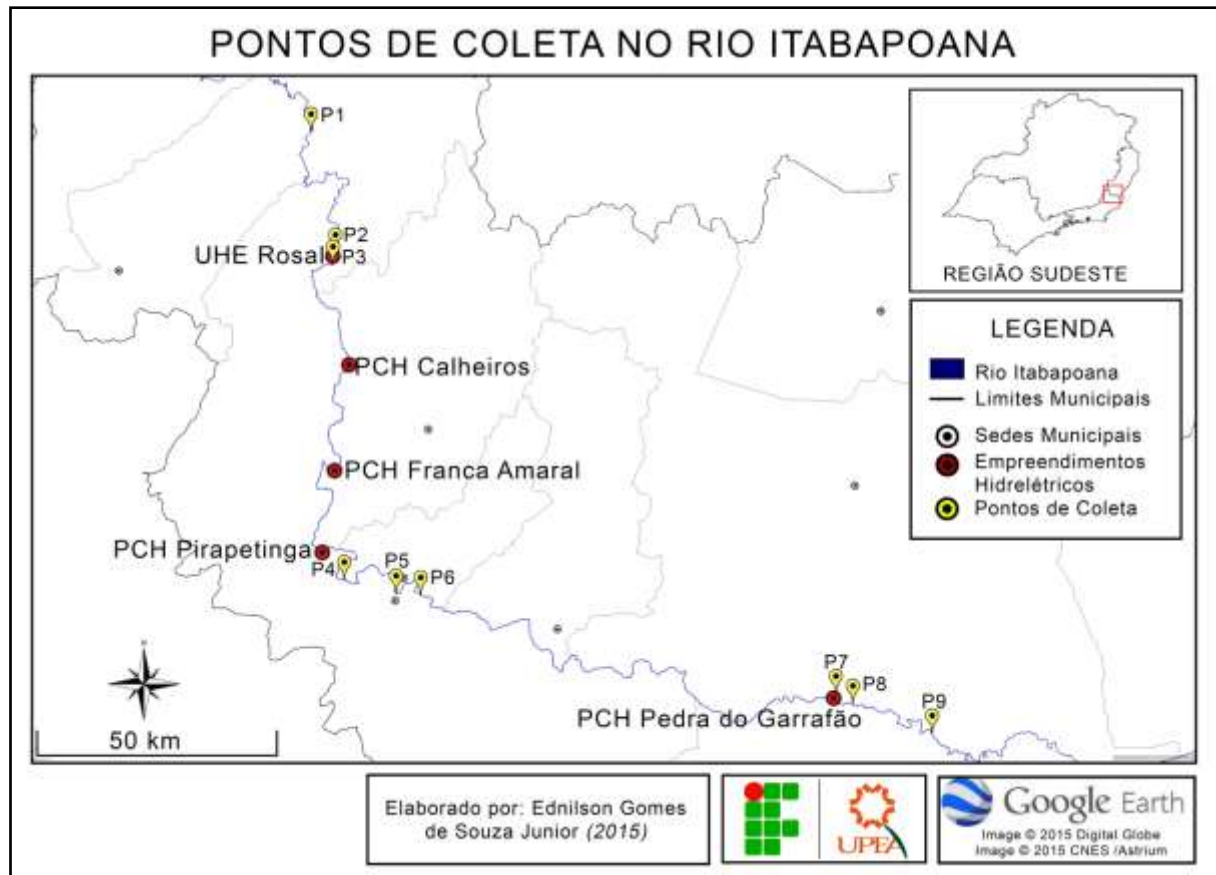 PONTOS DE COLETA NO RIO ITABAPOANA
P1
P2
UHE Rosal
P3
PCH Calheiros
PCH Franca Amaral
PCH Pirapetinga
P4
P5
P6
P7
P8
P9
PCH Pedra do Garrafão
50 km
REGIÃO SUDESTE
LEGENDA
Rio Itabapoana
Limites Municipais
Sedes Municipais
Empreendimentos
Hidrelétricos
Pontos de Coleta
Elaborado por: Ednilson Gomes
de Souza Junior (2015)
UPEA
Google Earth
Image © 2015 Digital Globe
Image © 2015 CNES /Astrium